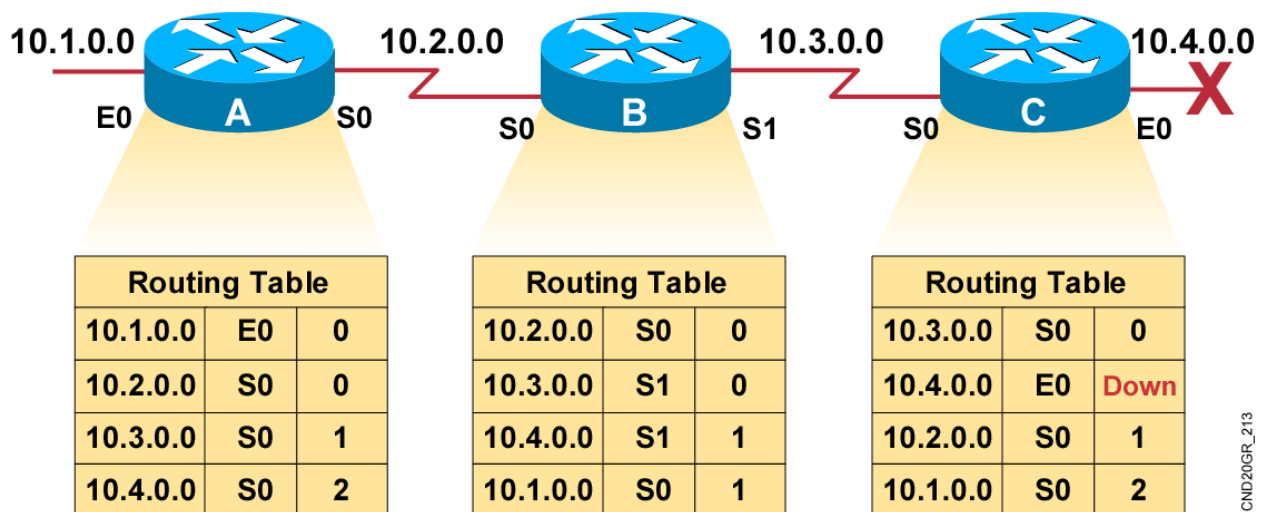 10.1.0.0 10.2.0.0 10.3.0.0 10.4.0.0
A B C
E0 S0 S0 S1 S0 E0
X
Routing Table
10.1.0.0 E0 0
10.2.0.0 S0 0
10.3.0.0 S0 1
10.4.0.0 S0 2
Routing Table
10.2.0.0 S0 0
10.3.0.0 S1 0
10.4.0.0 S1 1
10.1.0.0 S0 1
Routing Table
10.3.0.0 S0 0
10.4.0.0 E0 Down
10.2.0.0 S0 1
10.1.0.0 S0 2
CND20GR_213